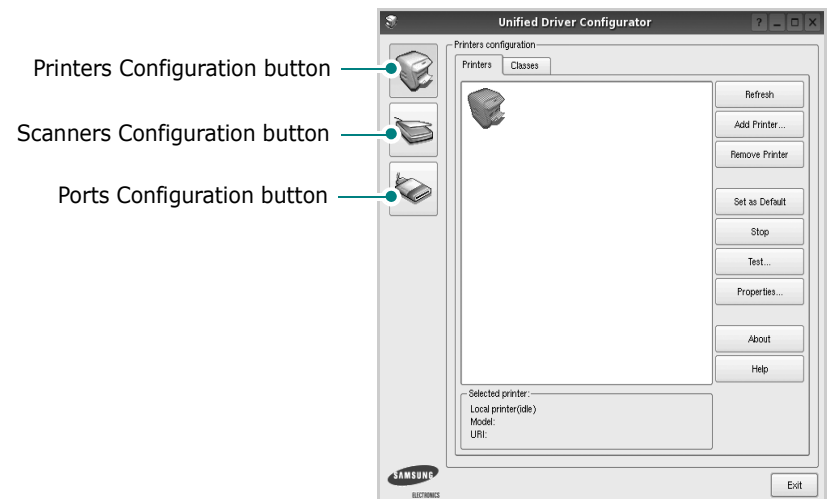 Unified Driver Configurator
Printers configuration
Printers Configuration button
Printers Classes
Refresh
Add Printer...
Scanners Configuration button
Remove Printer
Ports Configuration button
Set as Default
Stop
Test...
Properties...
About
Help
Selected printer:
Local printer(idle)
Model:
URI:
SAMSUNG
ELECTRONICS
Exit